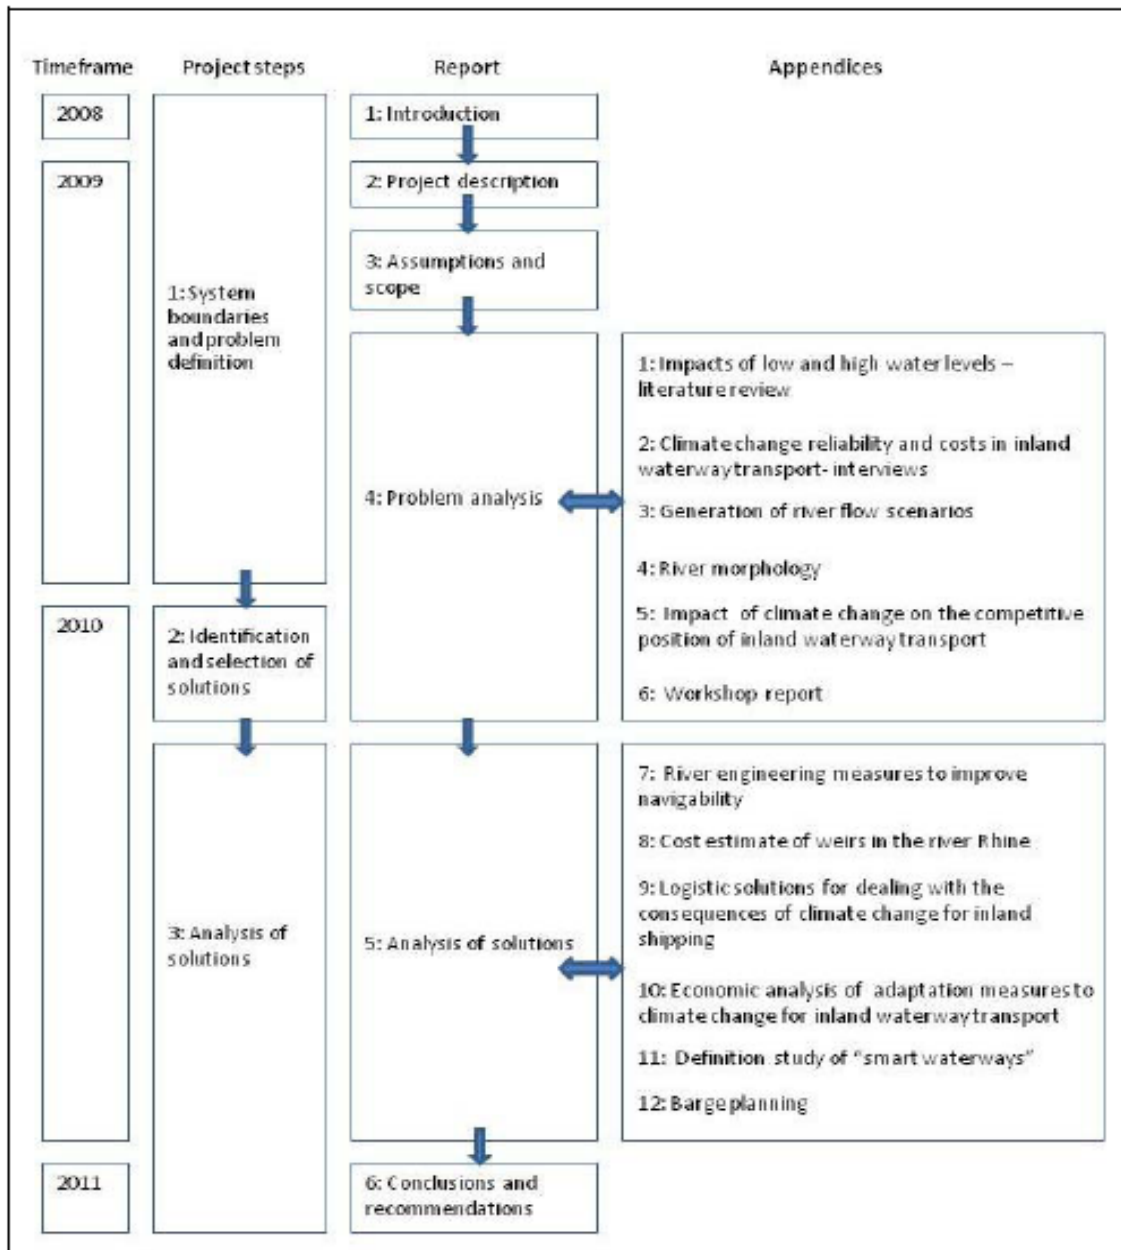 Timeframe
Project steps
Report
Appendices
2008
2009
2010
2011
1: System
boundaries
and problem
definition
2: Identification
and selection of
solutions
3: Analysis of
solutions
1: Introduction
2: Project description
3: Assumptions and
scope
4: Problem analysis
5: Analysis of solutions
6: Conclusions and
recommendations
1: Impacts of low and high water levels –
literature review
2: Climate change reliability and costs in inland
waterway transport- interviews
3: Generation of river flow scenarios
4: River morphology
5: Impact of climate change on the competitive
position of inland waterway transport
6: Workshop report
7: River engineering measures to improve
navigability
8: Cost estimate of weirs in the river Rhine
9: Logistic solutions for dealing with the
consequences of climate change for inland
shipping
10: Economic analysis of adaptation measures to
climate change for inland waterway transport
11: Definition study of “smart waterways”
12: Barge planning